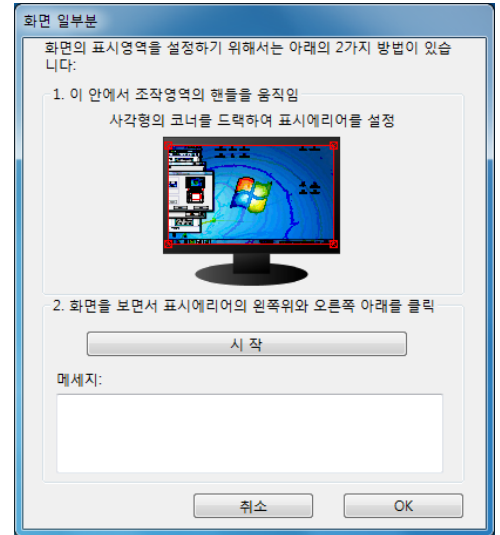 화면 일부분
화면의 표시영역을 설정하기 위해서는 아래의 2가지 방법이 있습
니다:
1. 이 안에서 조작영역의 핸들을 움직임
사각형의 코너를 드랙하여 표시에리어를 설정
2. 화면을 보면서 표시에리어의 왼쪽위와 오른쪽 아래를 클릭
시 작
메세지:
취소
OK